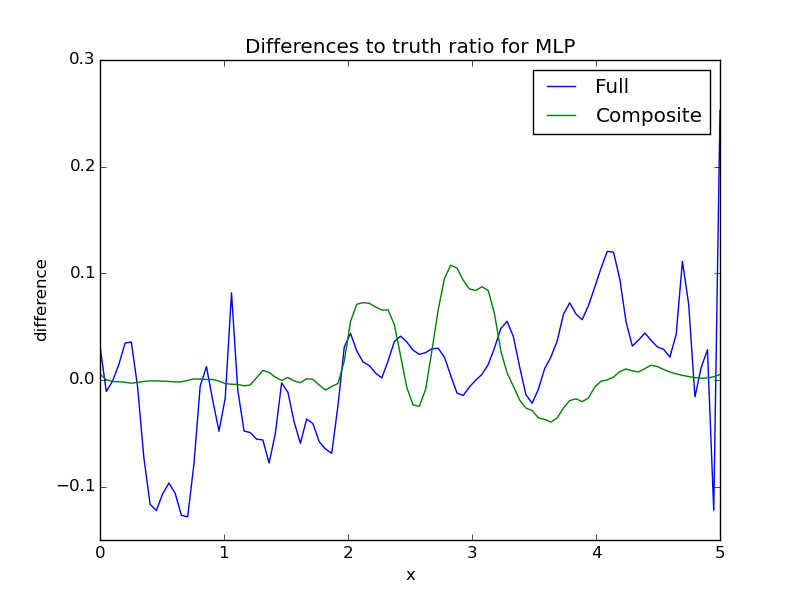 Differences to truth ratio for MLP
0.3
0.2
0.1
0.0
−0.1
difference
Full
Composite
0 1 2 3 4 5
x